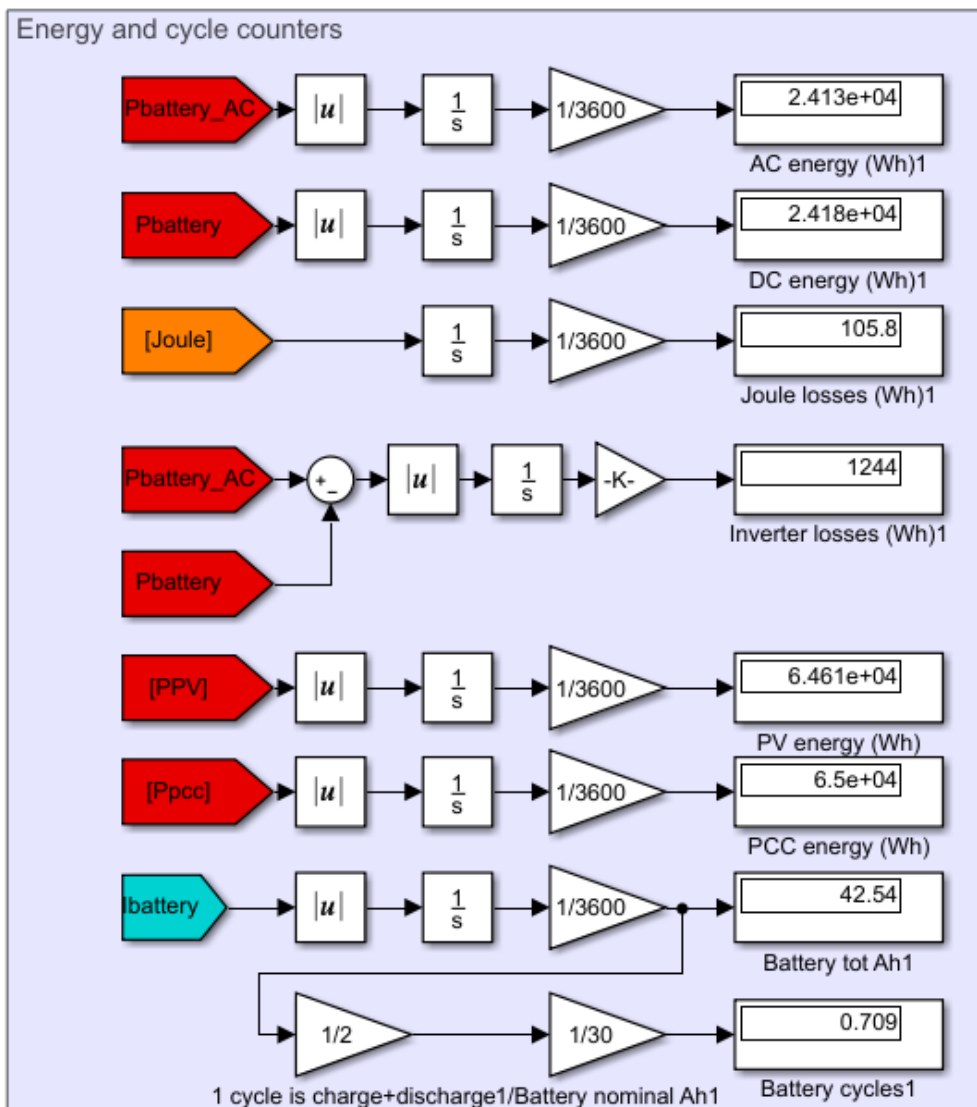 Energy and cycle counters
Pbattery_AC
|u|
1/s
1/3600
2.413e+04
AC energy (Wh)1
Pbattery
|u|
1/s
1/3600
2.418e+04
DC energy (Wh)1
[Joule]
1/s
1/3600
105.8
Joule losses (Wh)1
Pbattery_AC
+
−
|u|
1/s
-K-
1244
Inverter losses (Wh)1
Pbattery
[PPV]
|u|
1/s
1/3600
6.461e+04
PV energy (Wh)
[Ppcc]
|u|
1/s
1/3600
6.5e+04
PCC energy (Wh)
Ibattery
|u|
1/s
1/3600
42.54
Battery tot Ah1
1/2
1/30
0.709
1 cycle is charge+discharge1/Battery nominal Ah1
Battery cycles1